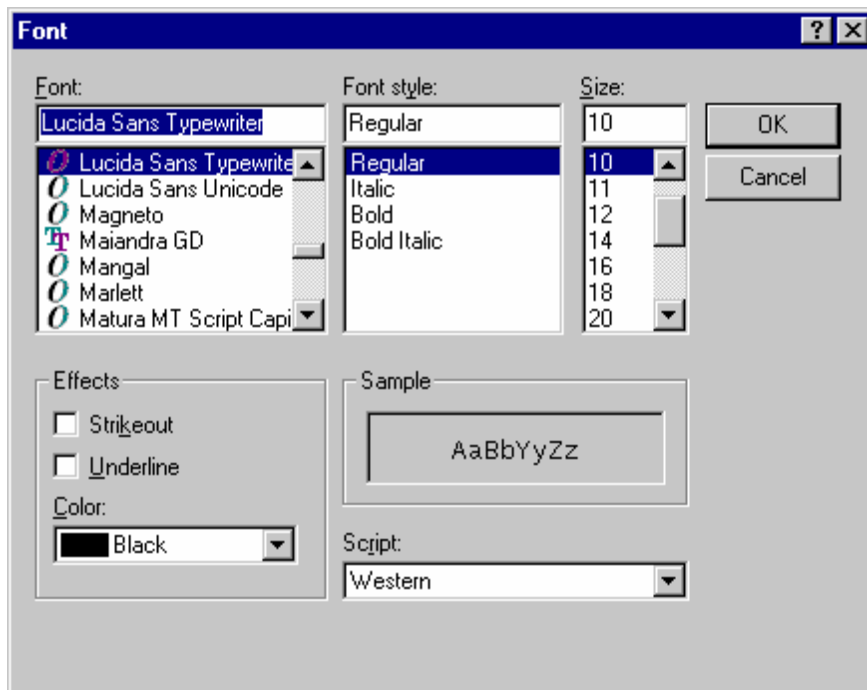 Font
Font:
Font style:
Size:
Lucida Sans Typewriter
Regular
10
OK
Cancel
Lucida Sans Typewrite
Lucida Sans Unicode
Magneto
Maiandra GD
Mangal
Marlett
Matura MT Script Capi
Regular
Italic
Bold
Bold Italic
10
11
12
14
16
18
20
Effects
Strikeout
Underline
Color:
Black
Sample
AaBbYyZz
Script:
Western